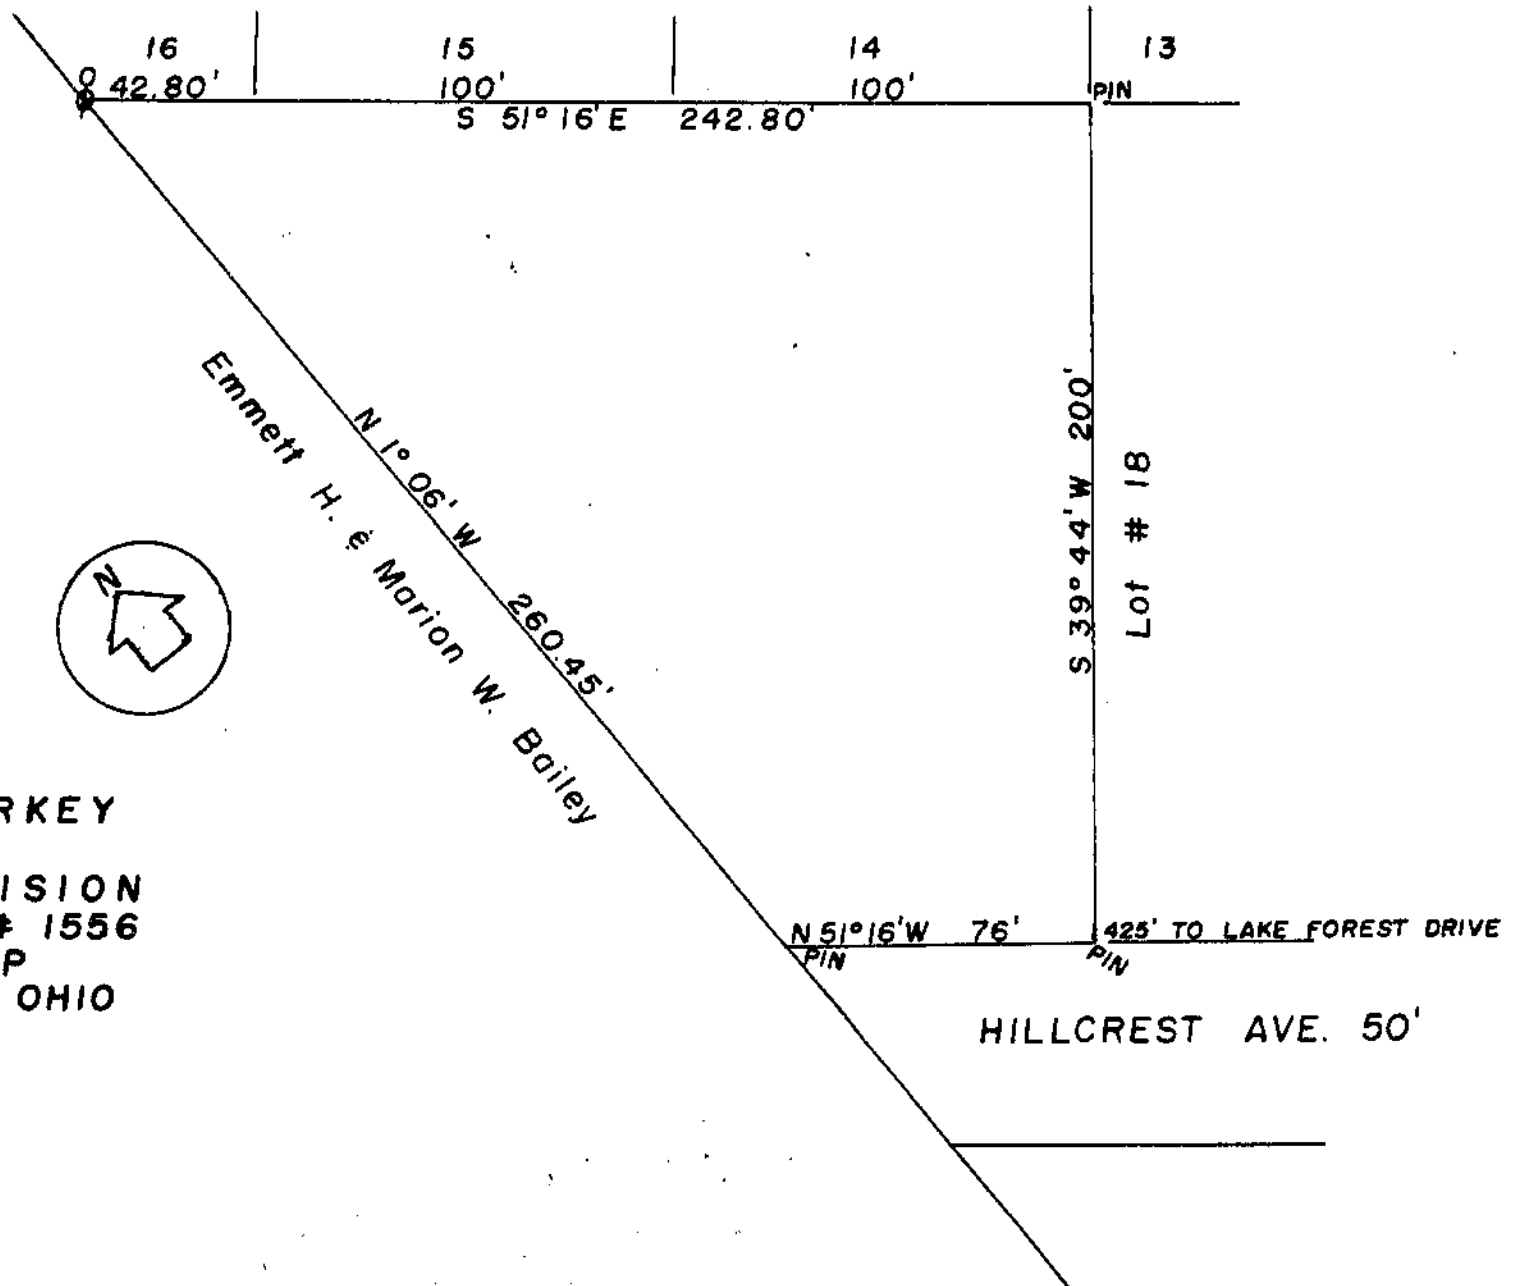 16 15 14 13
42.80' 100' 100' PIN
S 51° 16' E 242.80'
S 39° 44' W 200'
Lot # 18
N 1° 06' W 260.45'
Emmett H. & Marion W. Bailey
N
RKEY
ISION
# 1556
P
OHIO
N 51° 16' W 76' 425' TO LAKE FOREST DRIVE
PIN PIN
HILLCREST AVE. 50'